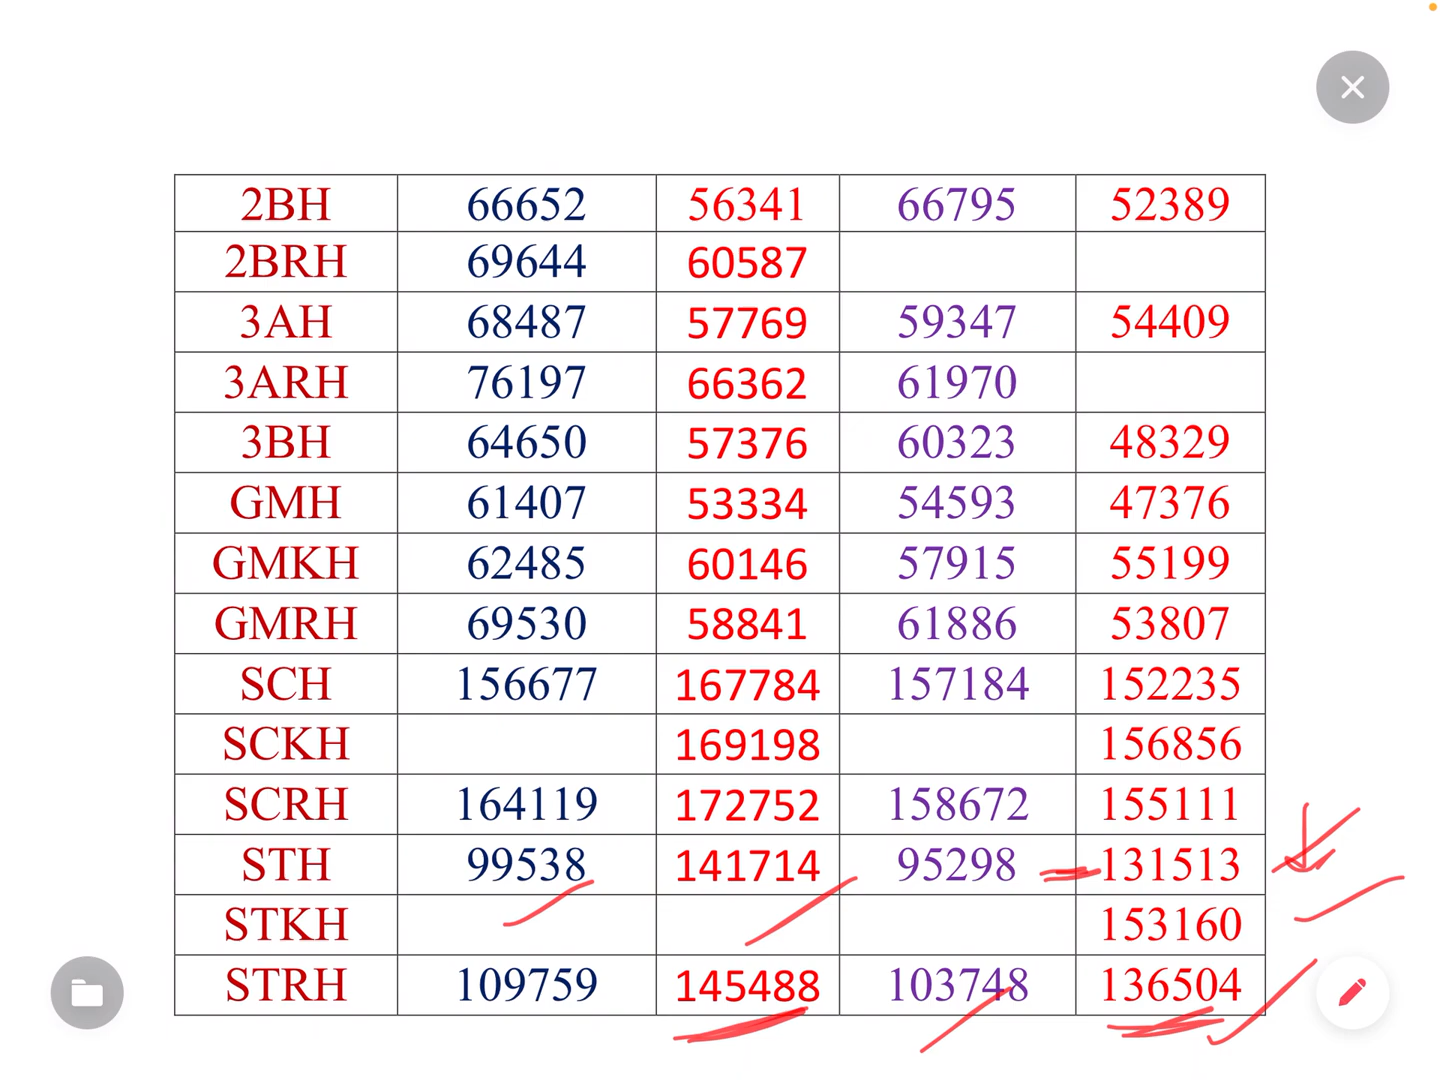 2BH 66652 56341 66795 52389
2BRH 69644 60587
3AH 68487 57769 59347 54409
3ARH 76197 66362 61970
3BH 64650 57376 60323 48329
GMH 61407 53334 54593 47376
GMKH 62485 60146 57915 55199
GMRH 69530 58841 61886 53807
SCH 156677 167784 157184 152235
SCKH 169198 156856
SCRH 164119 172752 158672 155111
STH 99538 141714 95298 131513
STKH 153160
STRH 109759 145488 103748 136504